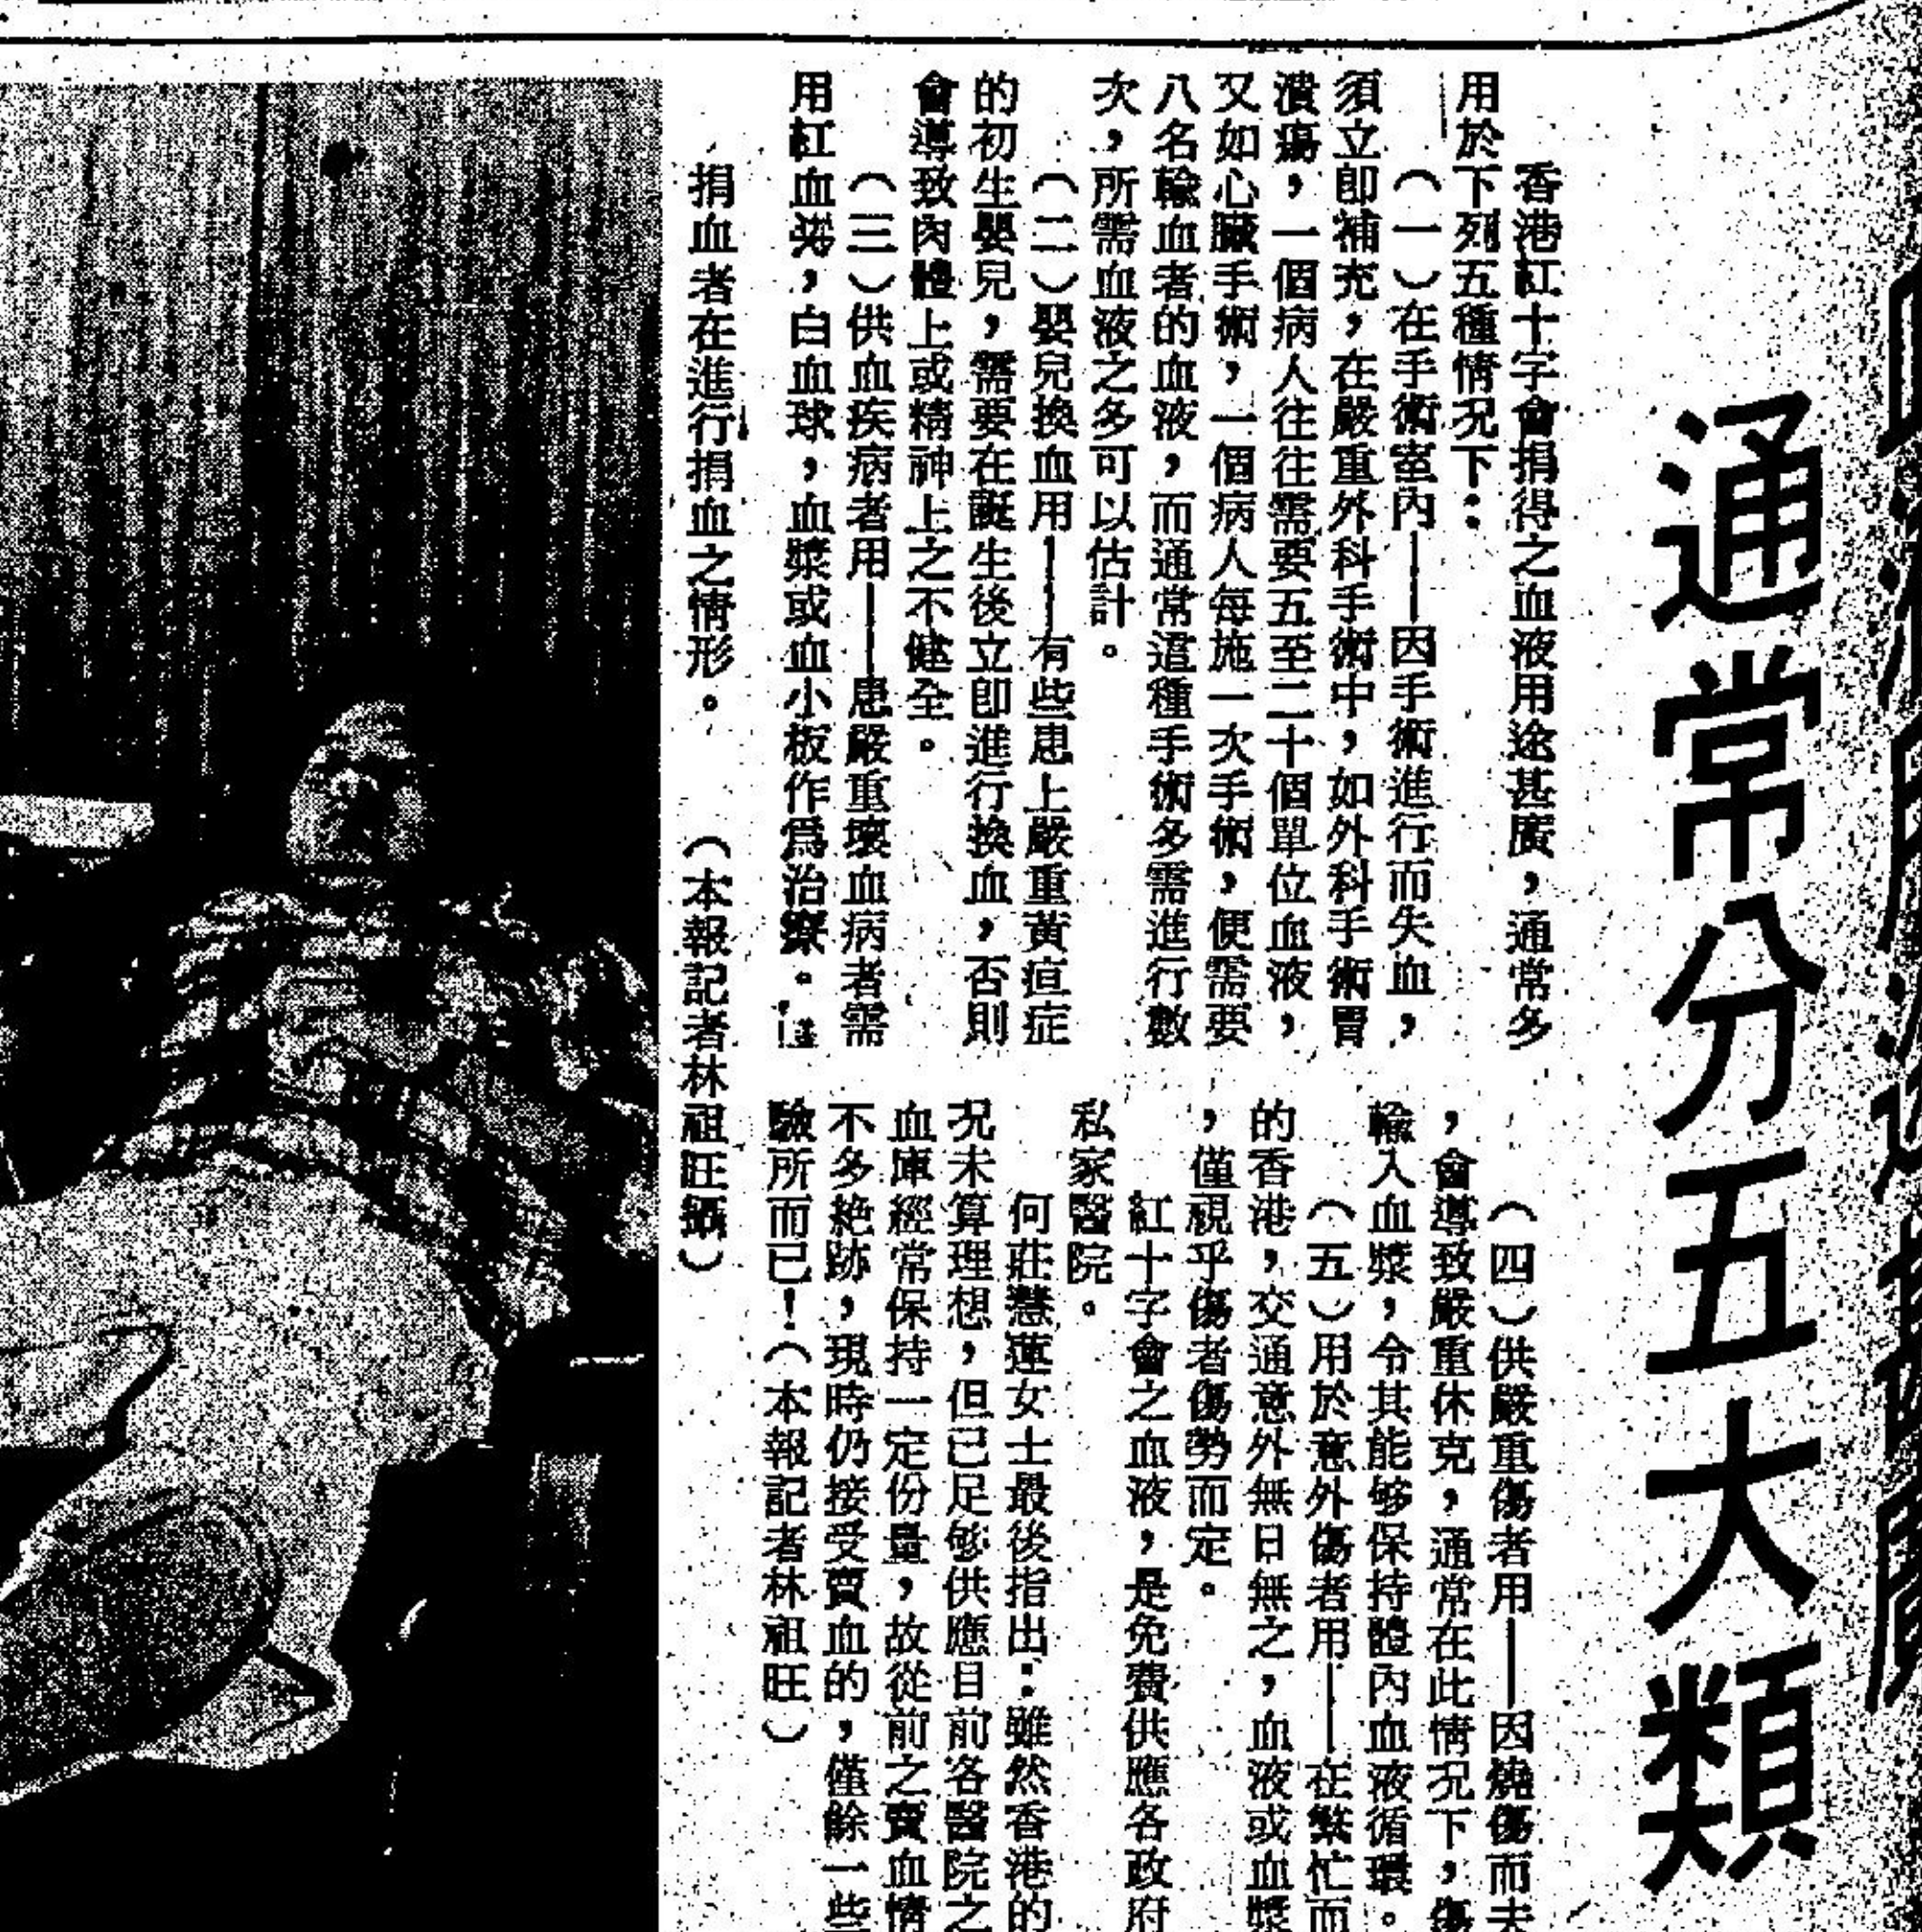 通常分五大類
香港紅十字會捐得之血液用途甚廣，通常多
用於下列五種情况下：
（一）在手術室內——因手術進行而失血，
須立卽補充，在嚴重外科手術中，如外科手術胃
潰瘍，一個病人往往需要五至二十個單位血液，
又如心臟手術，一個病人每施一次手術，便需要
八名輸血者的血液，而通常這種手術多需進行數
次，所需血液之多可以估計。
（二）嬰兒換血用——有些患上嚴重黃疸症
的初生嬰兒，需要在誕生後立卽進行換血，否則
會導致肉體上或精神上之不健全。
（三）供血疾病者用——患嚴重壞血病者需
用紅血球，白血球，血漿或血小板作爲治療。
（四）供嚴重傷者用——因燒傷而失
，會導致嚴重休克，通常在此情况下，傷
輸入血漿，令其能够保持體內血液循環。
（五）用於意外傷者用——在繁忙而
的香港，交通意外無日無之，血液或血漿
，僅視乎傷者傷勢而定。
紅十字會之血液，是免費供應各政府
私家醫院。
何莊慧蓮女士最後指出：雖然香港的
况未算理想，但已足够供應目前各醫院之
血庫經常保持一定份量，故從前之賣血情
不多絶跡，現時仍接受賣血的，僅餘一些
驗所而已！（本報記者林祖旺）
捐血者在進行捐血之情形。（本報記者林祖旺攝）